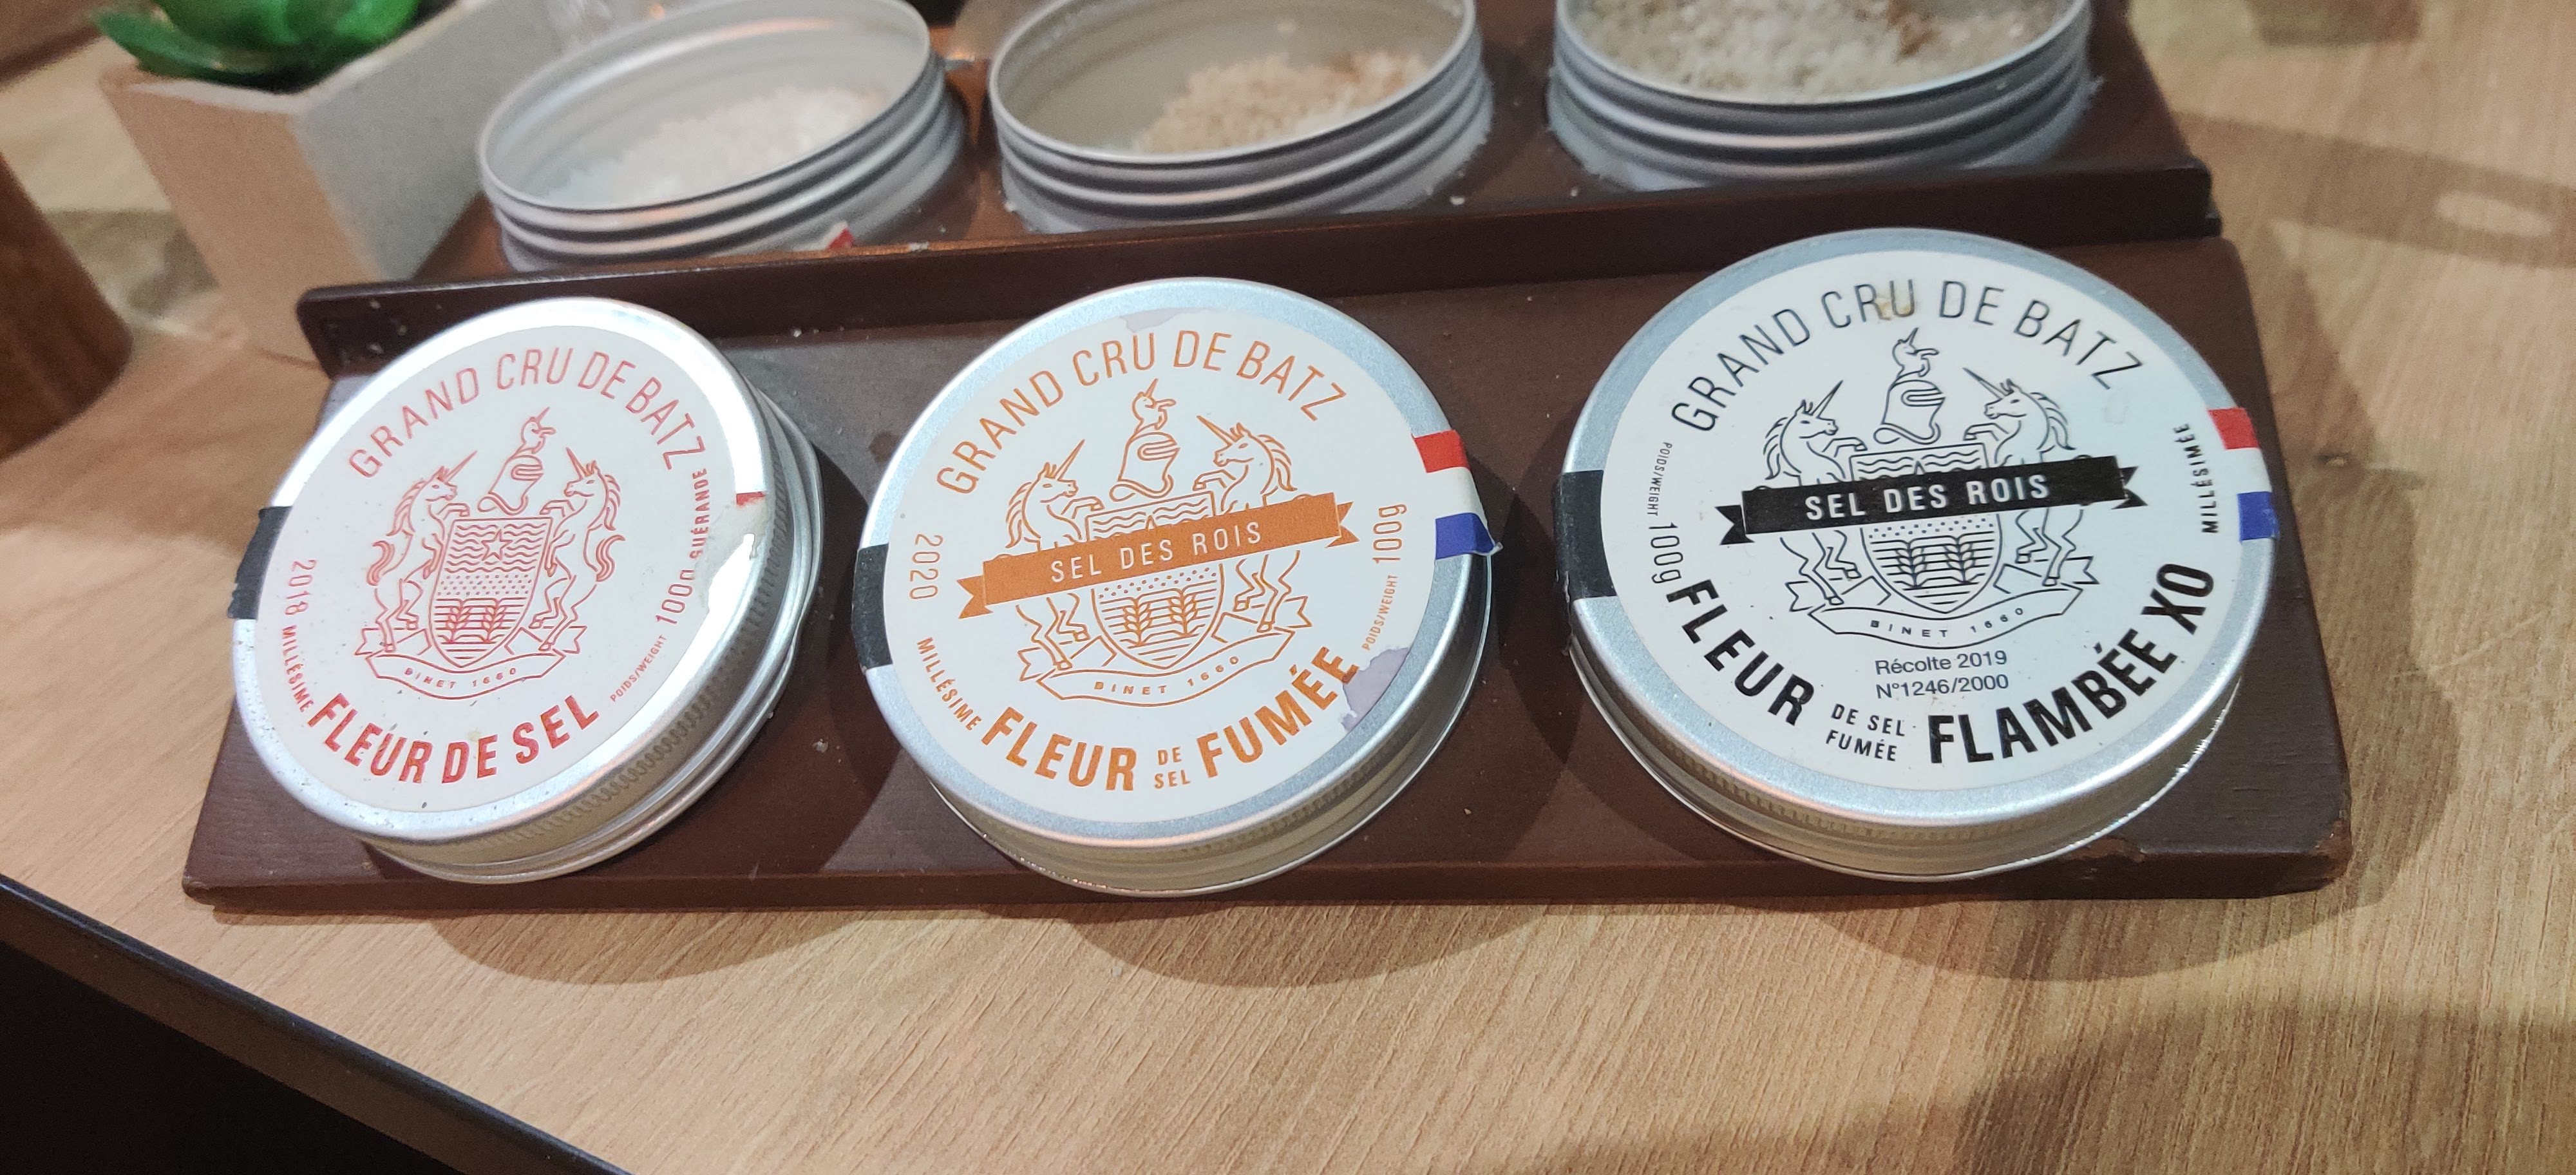 GRAND CRU DE BATZ
BINET 1660
2018 MILLÉSIME
FLEUR DE SEL
POIDS/WEIGHT 100g GUÉRANDE
GRAND CRU DE BATZ
SEL DES ROIS
BINET 1660
2020
MILLÉSIME
FLEUR DE SEL FUMÉE
POIDS/WEIGHT 100g
GRAND CRU DE BATZ
SEL DES ROIS
BINET 1660
Récolte 2019
N°1246/2000
POIDS/WEIGHT 100g
FLEUR DE SEL FUMÉE FLAMBÉE XO
MILLÉSIMÉE